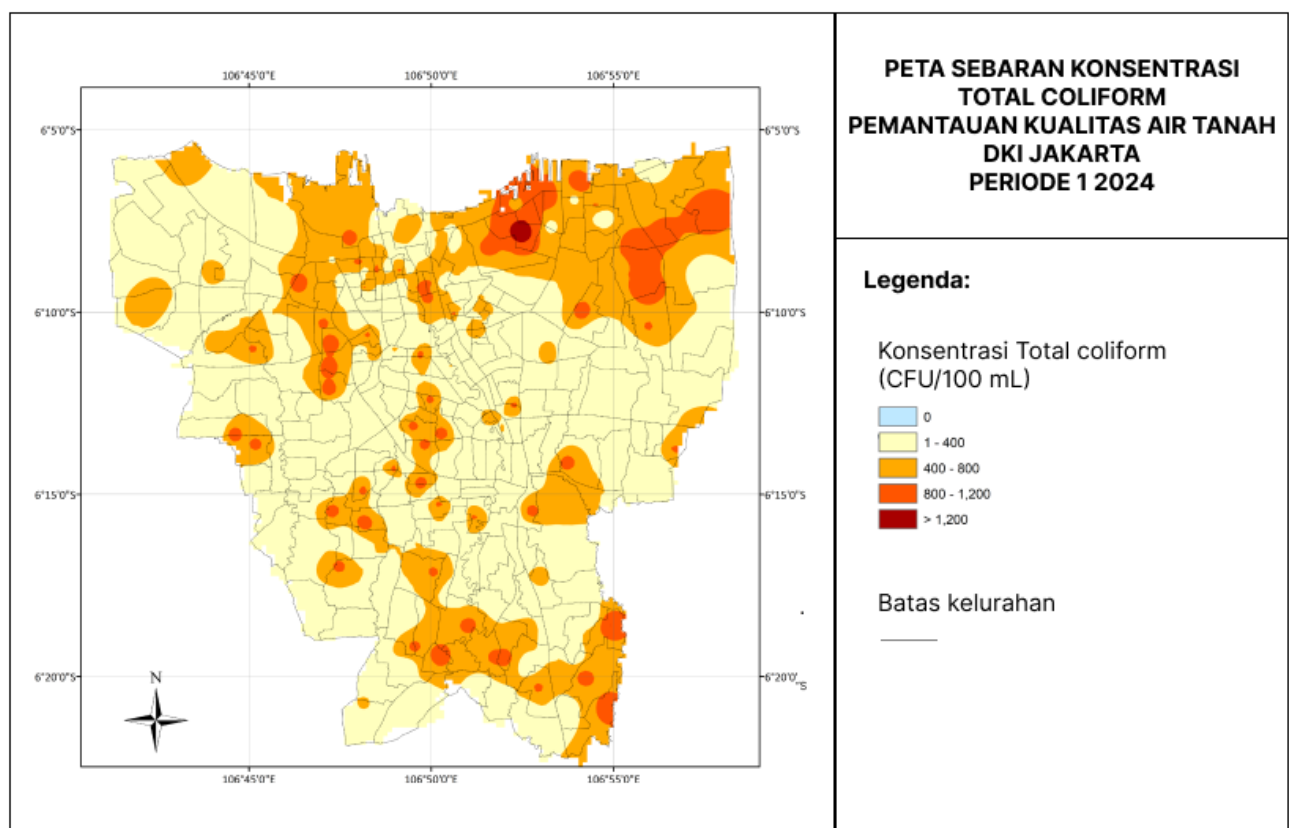 PETA SEBARAN KONSENTRASI
TOTAL COLIFORM
PEMANTAUAN KUALITAS AIR TANAH
DKI JAKARTA
PERIODE 1 2024
106°45'0"E 106°50'0"E 106°55'0"E
6°5'0"S 6°5'0"S
6°10'0"S 6°10'0"S
6°15'0"S 6°15'0"S
6°20'0"S 6°20'0"S
N
106°45'0"E 106°50'0"E 106°55'0"E
Legenda:
Konsentrasi Total coliform
(CFU/100 mL)
0
1 - 400
400 - 800
800 - 1,200
> 1,200
Batas kelurahan